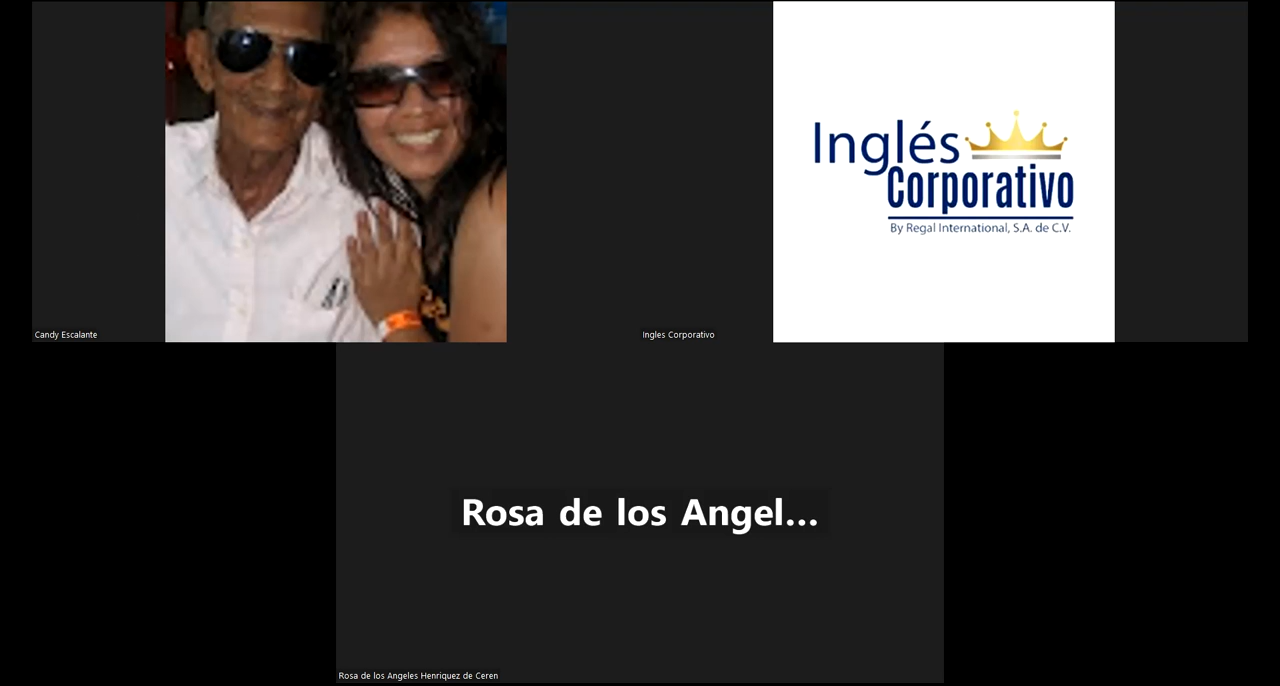 Inglés
Corporativo
By Regal International, S.A. de C.V.
Candy Escalante
Ingles Corporativo
Rosa de los Angel...
Rosa de los Angeles Henriquez de Ceren